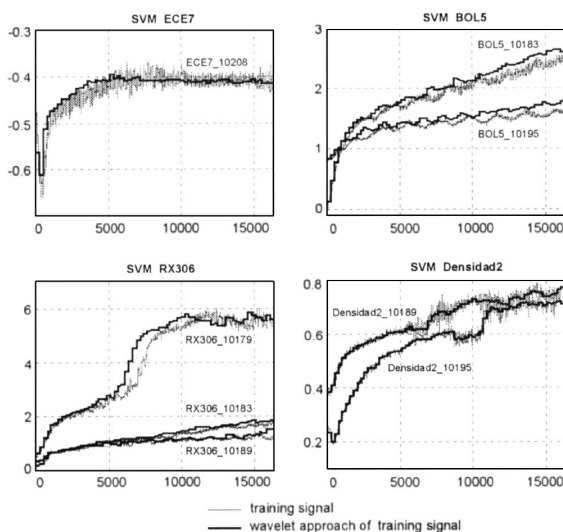 SVM ECE7
-0.3
-0.4
-0.5
-0.6
ECE7_10208
0 5000 10000 15000
SVM BOL5
3
2
1
0
BOL5_10183
BOL5_10195
0 5000 10000 15000
SVM RX306
6
4
2
0
RX306_10179
RX306_10183
RX306_10189
0 5000 10000 15000
SVM Densidad2
0.8
0.6
0.4
0.2
Densidad2_10189
Densidad2_10195
0 5000 10000 15000
training signal
wavelet approach of training signal